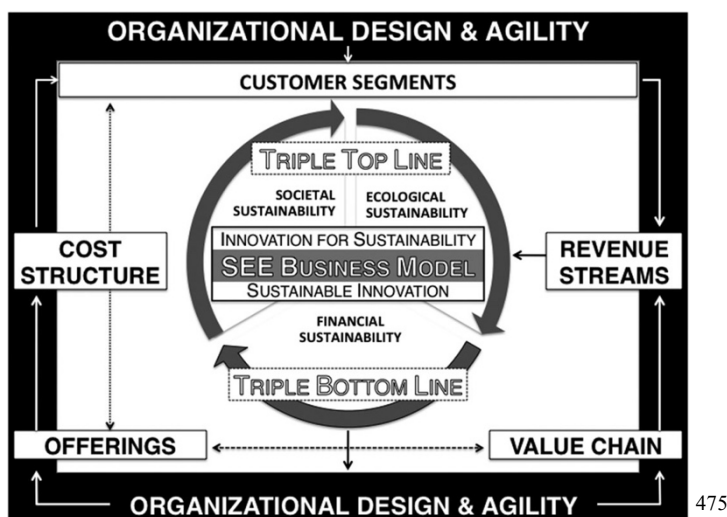 ORGANIZATIONAL DESIGN & AGILITY
CUSTOMER SEGMENTS
TRIPLE TOP LINE
SOCIETAL
SUSTAINABILITY
ECOLOGICAL
SUSTAINABILITY
COST
STRUCTURE
INNOVATION FOR SUSTAINABILITY
SEE BUSINESS MODEL
SUSTAINABLE INNOVATION
REVENUE
STREAMS
FINANCIAL
SUSTAINABILITY
TRIPLE BOTTOM LINE
OFFERINGS
VALUE CHAIN
ORGANIZATIONAL DESIGN & AGILITY
475